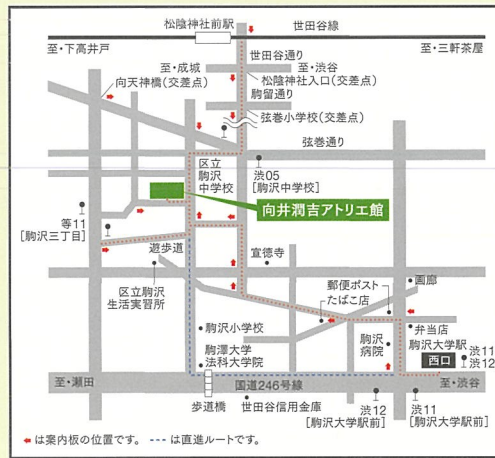 松陰神社前駅
世田谷線
至・下高井戸
世田谷通り
至・三軒茶屋
至・成城
至・渋谷
向天神橋(交差点)
松陰神社入口(交差点)
駒留通り
弦巻小学校(交差点)
弦巻通り
区立
駒沢
中学校
渋05
[駒沢中学校]
向井潤吉アトリエ館
等11
[駒沢三丁目]
遊歩道
宣徳寺
区立駒沢
生活実習所
郵便ポスト
たばこ店
画廊
駒沢小学校
弁当店
駒沢大学駅
西口
渋11
渋12
駒沢
病院
駒澤大学
法科大学院
至・瀬田
国道246号線
至・渋谷
歩道橋
世田谷信用金庫
渋12
[駒沢大学駅前]
渋11
[駒沢大学駅前]
は案内板の位置です。
は直進ルートです。